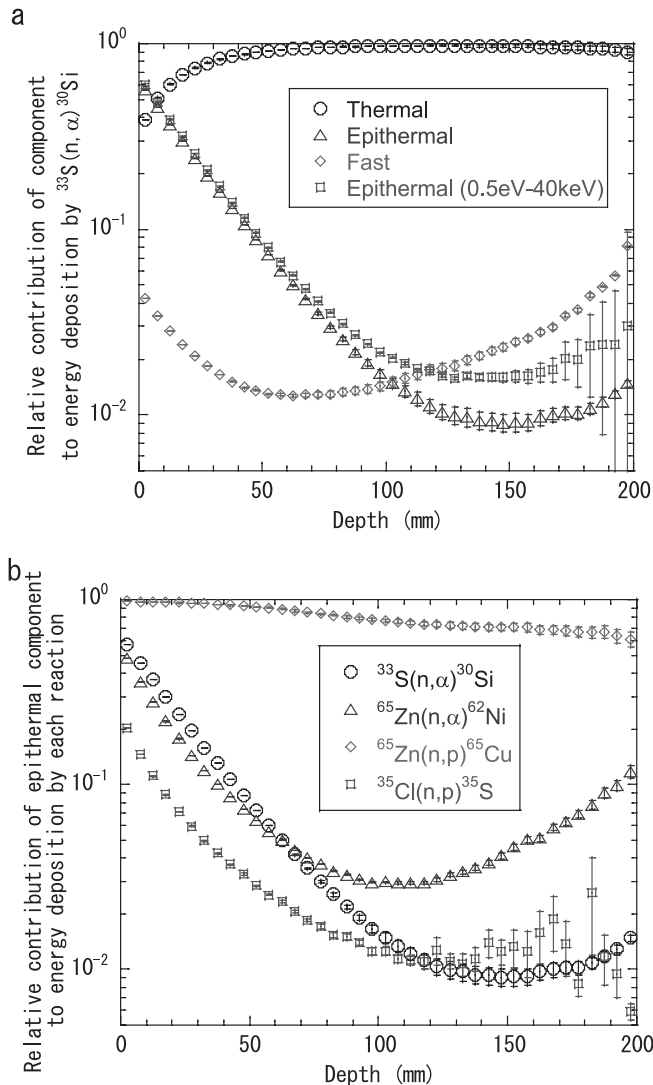 a
10⁰
10⁻¹
10⁻²
Relative contribution of component
to energy deposition by ³³S(n,α)³⁰Si
Thermal
Epithermal
Fast
Epithermal (0.5eV-40keV)
0 50 100 150 200
Depth (mm)
b
10⁰
10⁻¹
10⁻²
Relative contribution of epithermal component
to energy deposition by each reaction
³³S(n,α)³⁰Si
⁶⁵Zn(n,α)⁶²Ni
⁶⁵Zn(n,p)⁶⁵Cu
³⁵Cl(n,p)³⁵S
0 50 100 150 200
Depth (mm)